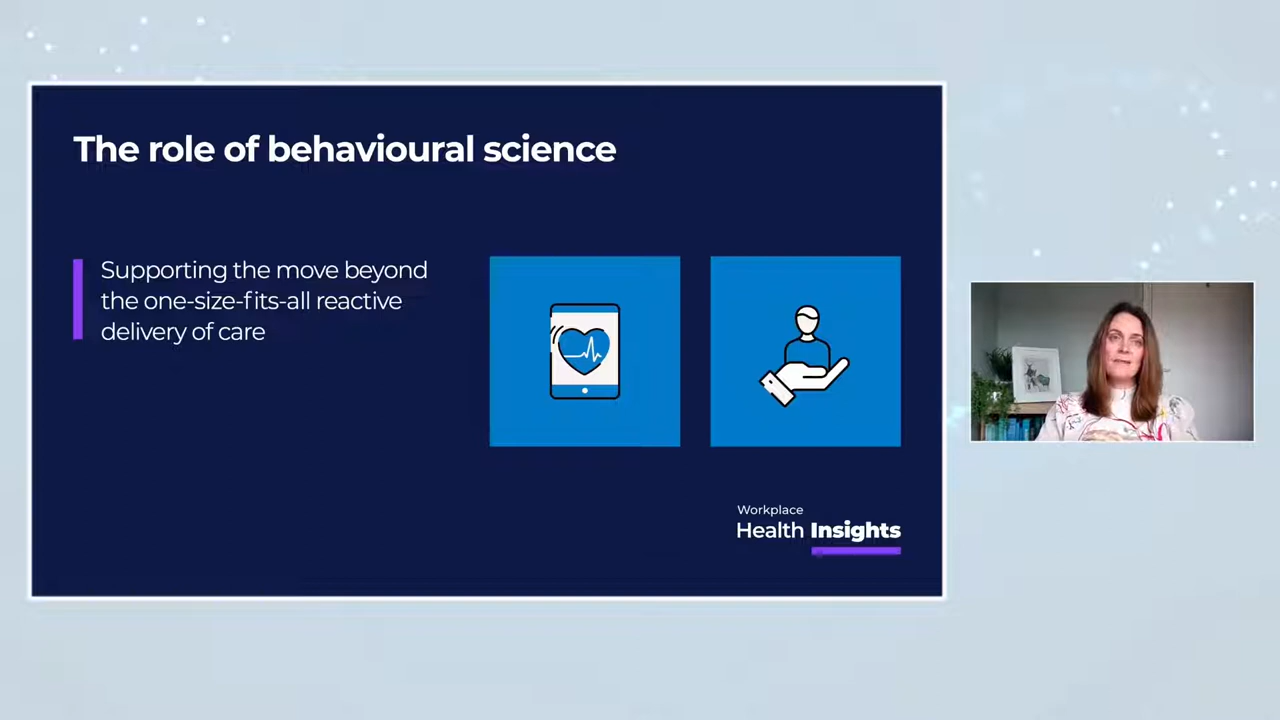 The role of behavioural science
Supporting the move beyond
the one-size-fits-all reactive
delivery of care
Workplace
Health Insights